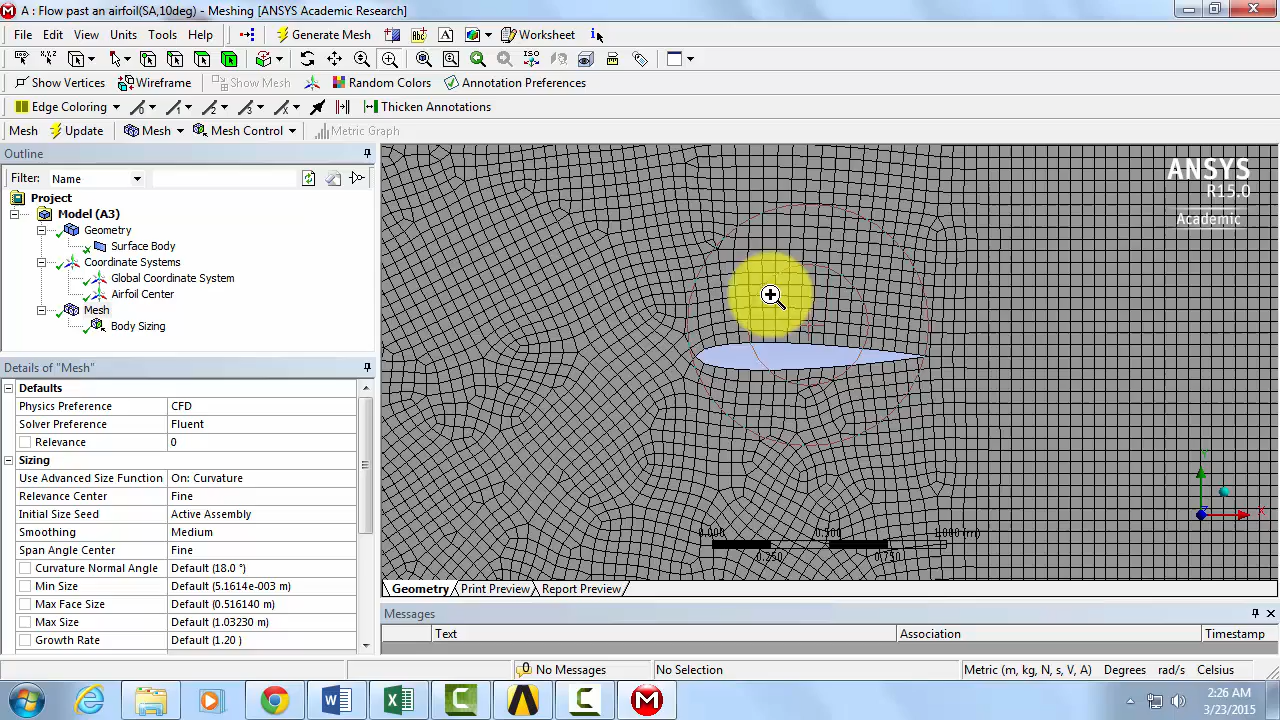 A : Flow past an airfoil(SA,10deg) - Meshing [ANSYS Academic Research]
File Edit View Units Tools Help Generate Mesh Worksheet
Show Vertices Wireframe Show Mesh Random Colors Annotation Preferences
Edge Coloring Thicken Annotations
Mesh Update Mesh Mesh Control Metric Graph
Outline
Filter: Name
Project
Model (A3)
Geometry
Surface Body
Coordinate Systems
Global Coordinate System
Airfoil Center
Mesh
Body Sizing
Details of "Mesh"
Defaults
Physics Preference CFD
Solver Preference Fluent
Relevance 0
Sizing
Use Advanced Size Function On: Curvature
Relevance Center Fine
Initial Size Seed Active Assembly
Smoothing Medium
Span Angle Center Fine
Curvature Normal Angle Default (18.0 °)
Min Size Default (5.1614e-003 m)
Max Face Size Default (0.516140 m)
Max Size Default (1.03230 m)
Growth Rate Default (1.20 )
ANSYS
R15.0
Academic
Y
X
0.000 0.500 1.000 (m)
0.250 0.750
Geometry Print Preview Report Preview
Messages
Text Association Timestamp
0 No Messages No Selection Metric (m, kg, N, s, V, A) Degrees rad/s Celsius
2:26 AM
3/23/2015